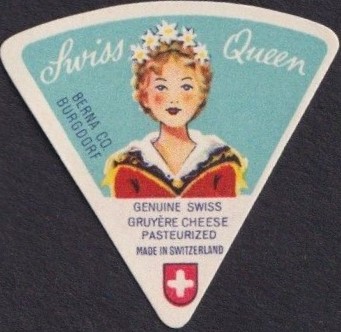 Swiss Queen
BERNA CO.
BURGDORF
GENUINE SWISS
GRUYÈRE CHEESE
PASTEURIZED
MADE IN SWITZERLAND